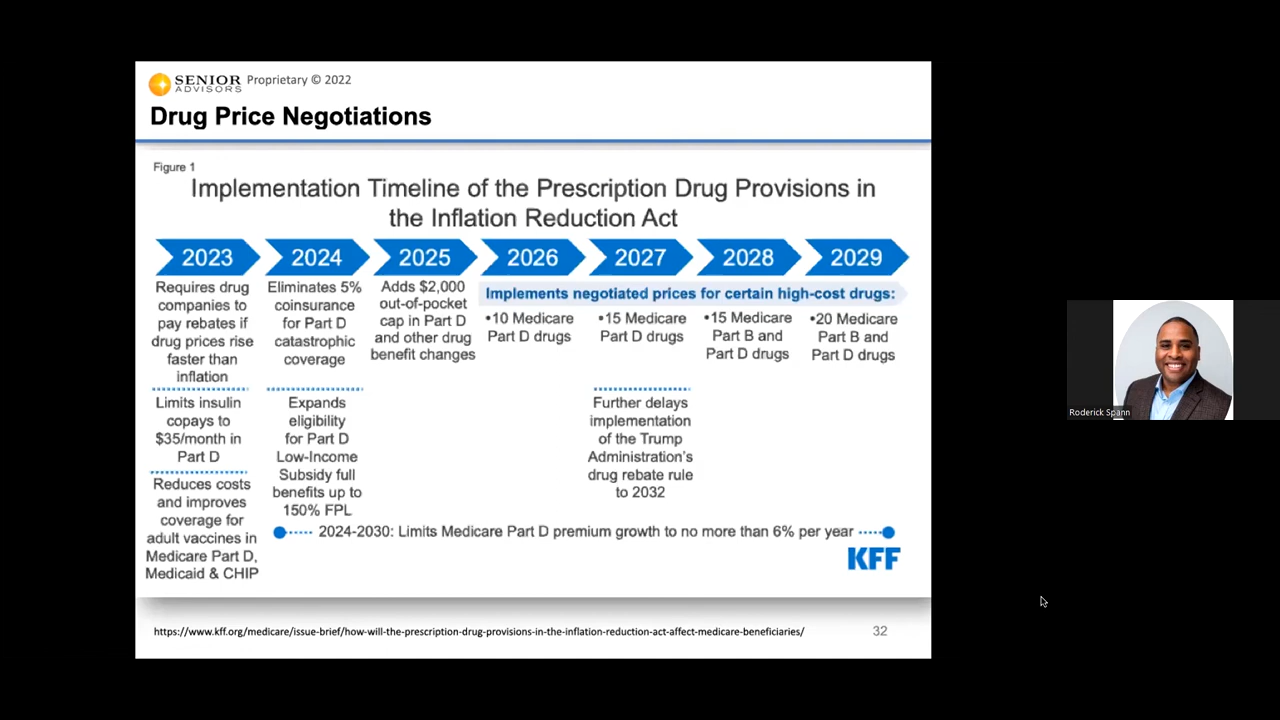 SENIOR
ADVISORS
Proprietary © 2022
Drug Price Negotiations
Figure 1
Implementation Timeline of the Prescription Drug Provisions in
the Inflation Reduction Act
2023
2024
2025
2026
2027
2028
2029
Requires drug
companies to
pay rebates if
drug prices rise
faster than
inflation
Limits insulin
copays to
$35/month in
Part D
Reduces costs
and improves
coverage for
adult vaccines in
Medicare Part D,
Medicaid & CHIP
Eliminates 5%
coinsurance
for Part D
catastrophic
coverage
Expands
eligibility
for Part D
Low-Income
Subsidy full
benefits up to
150% FPL
Adds $2,000
out-of-pocket
cap in Part D
and other drug
benefit changes
Implements negotiated prices for certain high-cost drugs:
•10 Medicare
Part D drugs
•15 Medicare
Part D drugs
Further delays
implementation
of the Trump
Administration's
drug rebate rule
to 2032
•15 Medicare
Part B and
Part D drugs
•20 Medicare
Part B and
Part D drugs
2024-2030: Limits Medicare Part D premium growth to no more than 6% per year
KFF
https://www.kff.org/medicare/issue-brief/how-will-the-prescription-drug-provisions-in-the-inflation-reduction-act-affect-medicare-beneficiaries/
32
Roderick Spann